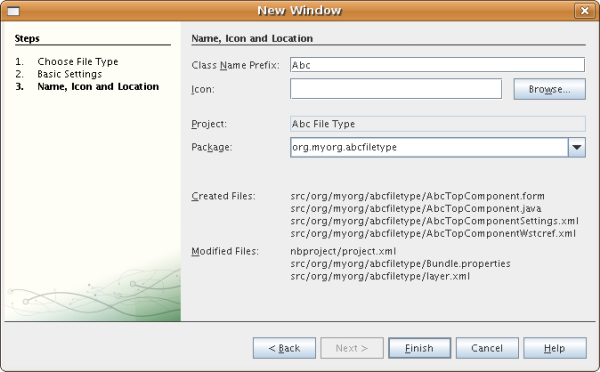 New Window
Steps
1. Choose File Type
2. Basic Settings
3. Name, Icon and Location
Name, Icon and Location
Class Name Prefix: Abc
Icon: Browse...
Project: Abc File Type
Package: org.myorg.abcfiletype
Created Files: src/org/myorg/abcfiletype/AbcTopComponent.form
src/org/myorg/abcfiletype/AbcTopComponent.java
src/org/myorg/abcfiletype/AbcTopComponentSettings.xml
src/org/myorg/abcfiletype/AbcTopComponentWstcref.xml
Modified Files: nbproject/project.xml
src/org/myorg/abcfiletype/Bundle.properties
src/org/myorg/abcfiletype/layer.xml
< Back Next > Finish Cancel Help